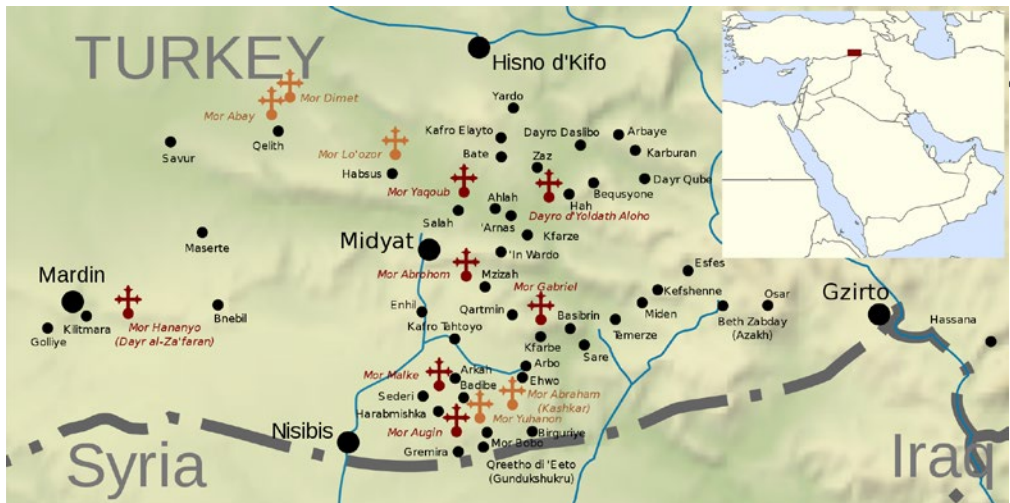 TURKEY
Hisno d'Kifo
Mor Dimet
Mor Abay
Yardo
Qelith
Savur
Kafro Elayto
Dayro Daslibo
Arbaye
Mor Lo'ozor
Bate
Zaz
Karburan
Habsus
Mor Yaqoub
Dayr Qube
Bequsyone
Hah
Ahlah
Dayro d'Yoldath Aloho
Salah
'Arnas
Kfarze
Maserte
Midyat
'In Wardo
Esfes
Mardin
Mor Abrohom
Mzizah
Mor Gabriel
Kefshenne
Osar
Gzirto
Kilitmara
Goliye
Mor Hananyo
(Dayr al-Za'faran)
Bnebil
Enhil
Qartmin
Basibrin
Miden
Temerze
Beth Zabday
(Azakh)
Hassana
Kafro Tahtoyo
Kfarbe
Sare
Arbo
Mor Malke
Arkah
Ehwo
Badibe
Sederi
Mor Abraham
(Kashkar)
Harabmishka
Mor Yuhanon
Nisibis
Mor Augin
Birguriye
Mor Bobo
Gremira
Qreetho di 'Eeto
(Gundukshukru)
Syria
Iraq